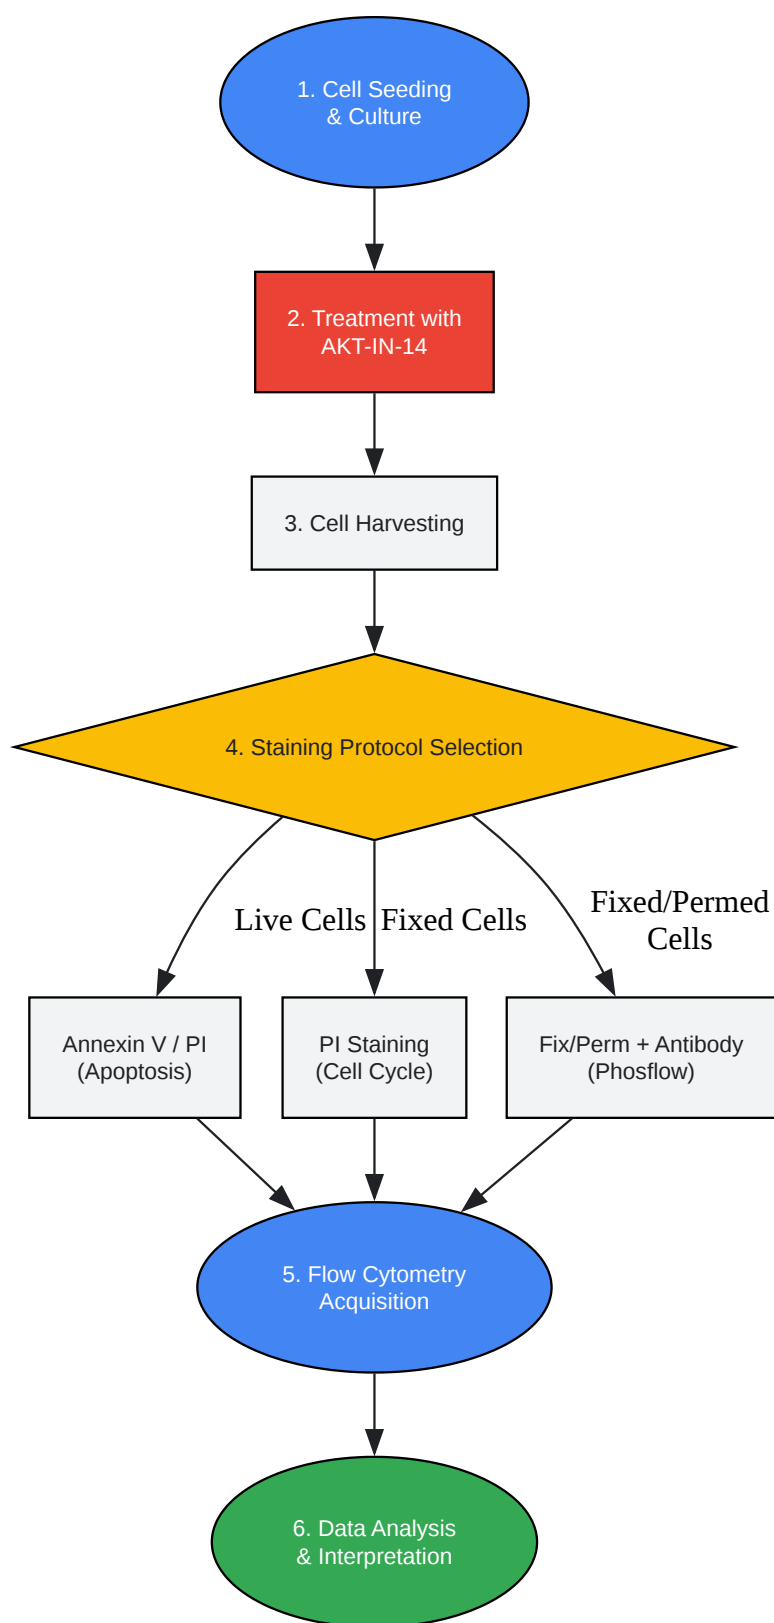 1. Cell Seeding
& Culture
2. Treatment with
AKT-IN-14
3. Cell Harvesting
4. Staining Protocol Selection
Live Cells
Fixed Cells
Fixed/Permed
Cells
Annexin V / PI
(Apoptosis)
PI Staining
(Cell Cycle)
Fix/Perm + Antibody
(Phosflow)
5. Flow Cytometry
Acquisition
6. Data Analysis
& Interpretation